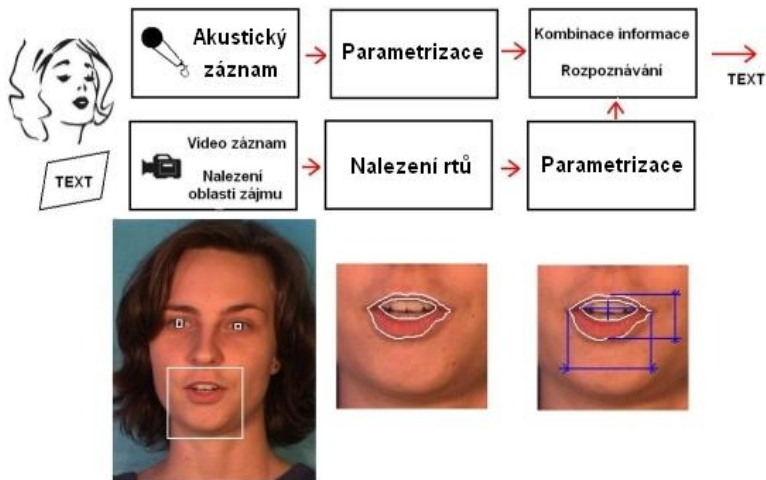 Akustický
záznam
Parametrizace
Kombinace informace
Rozpoznávání
TEXT
TEXT
Video záznam
Nalezení
oblasti zájmu
Nalezení rtů
Parametrizace